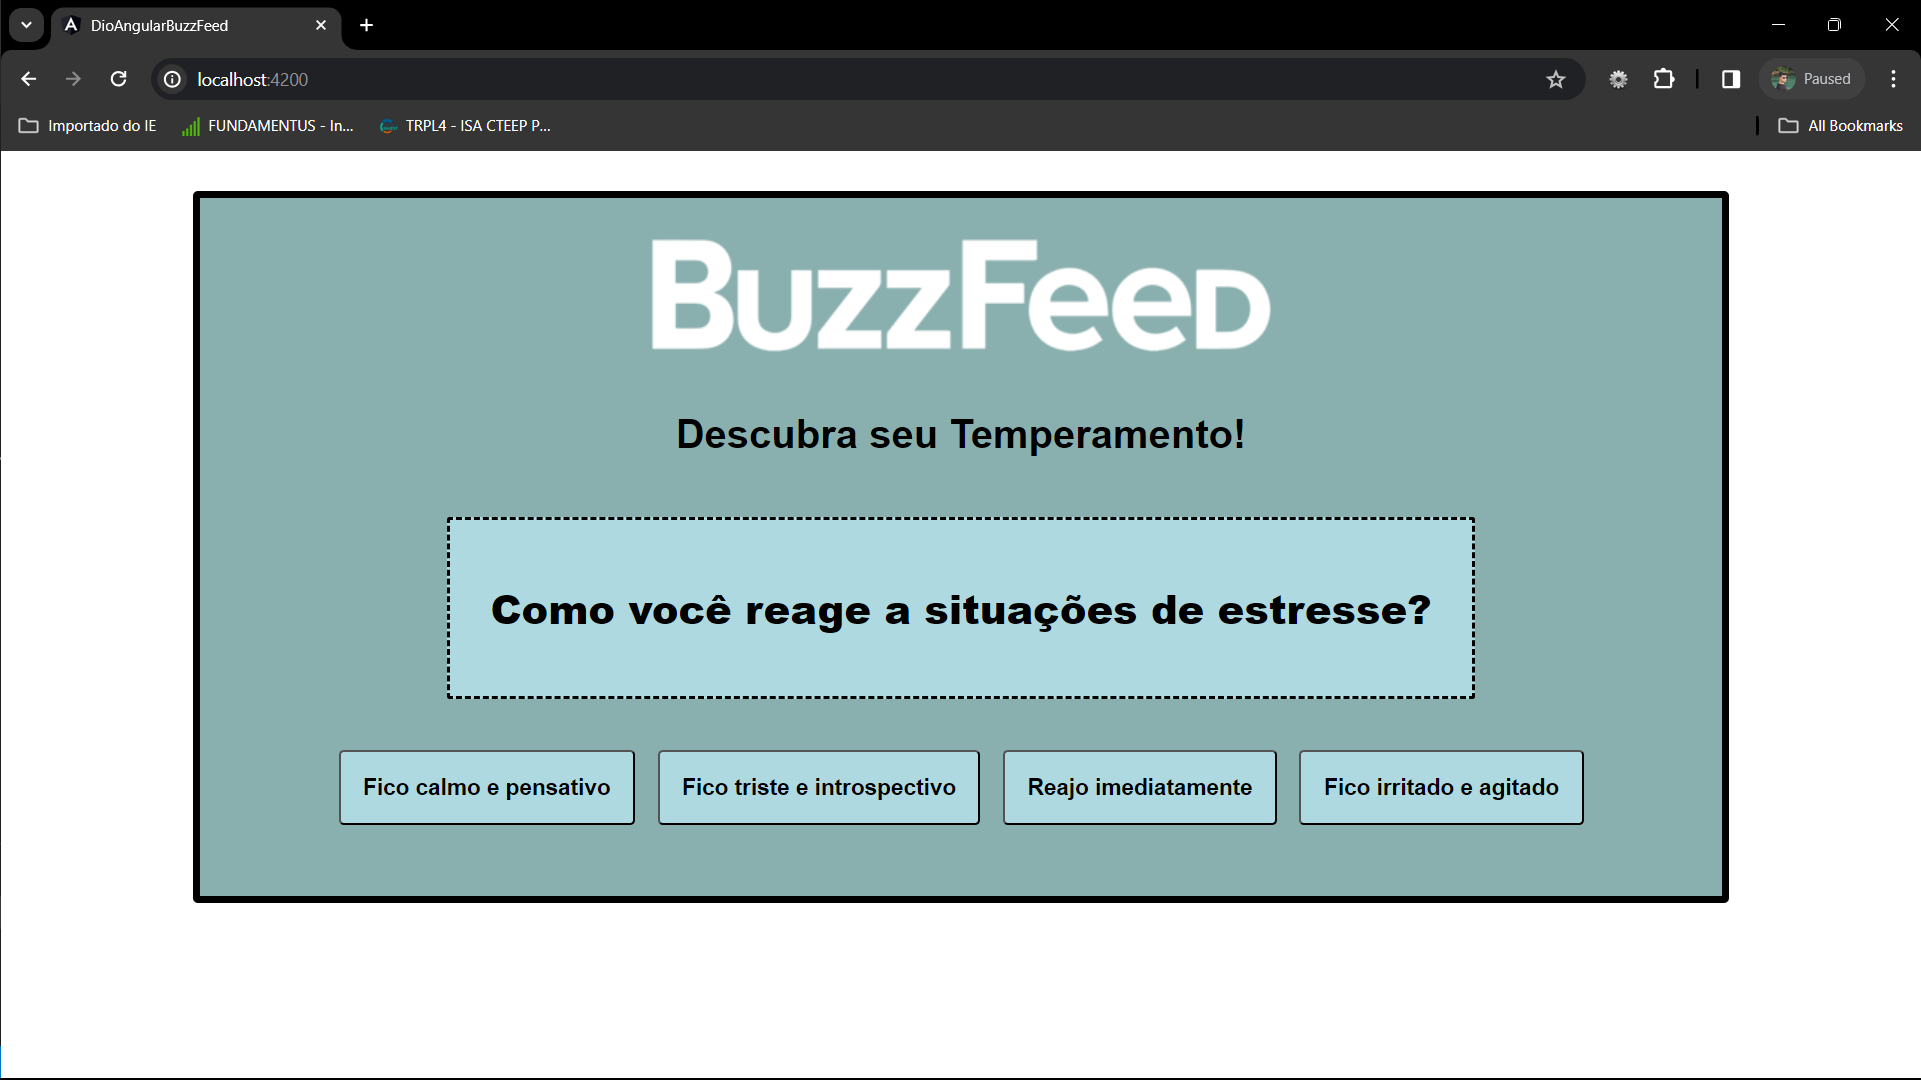 DioAngularBuzzFeed
localhost:4200
Paused
Importado do IE
FUNDAMENTUS - In...
TRPL4 - ISA CTEEP P...
All Bookmarks
BuzzFeed
Descubra seu Temperamento!
Como você reage a situações de estresse?
Fico calmo e pensativo
Fico triste e introspectivo
Reajo imediatamente
Fico irritado e agitado